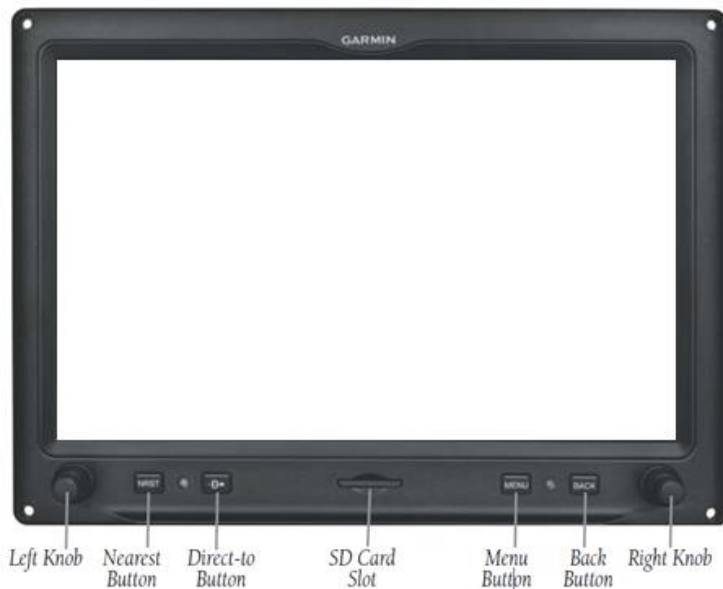 GARMIN
NRST
D
MENU
BACK
Left Knob
Nearest
Button
Direct-to
Button
SD Card
Slot
Menu
Button
Back
Button
Right Knob